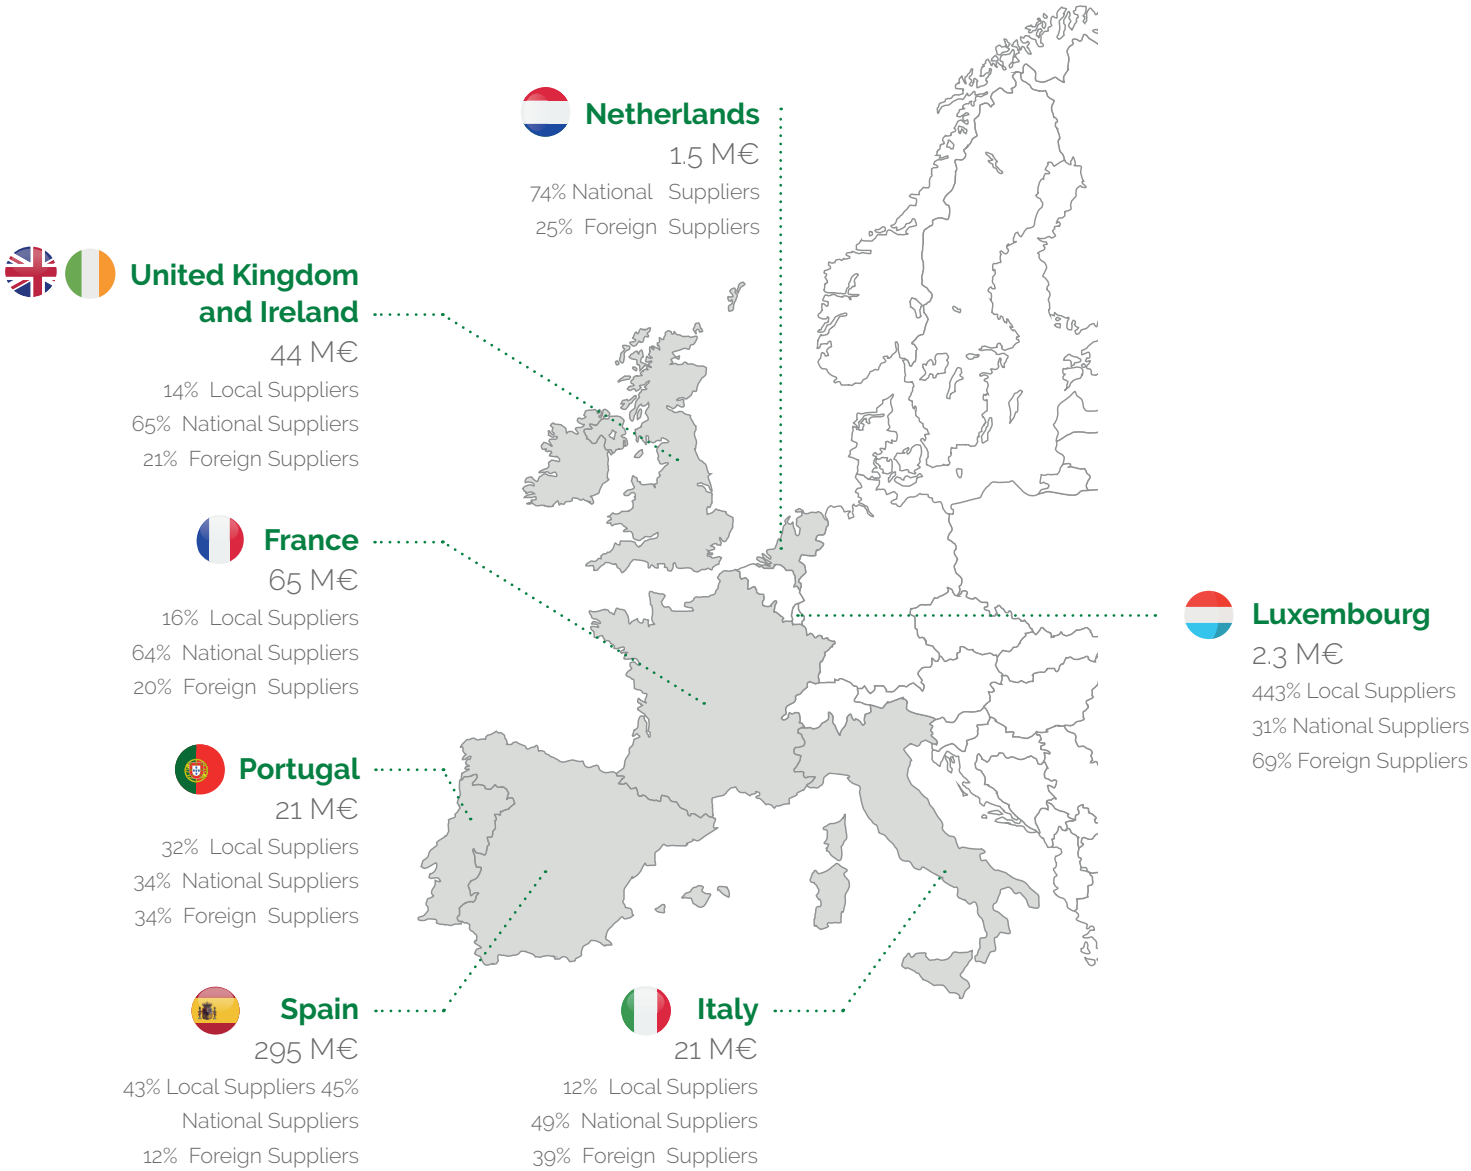 Netherlands
1.5 M€
74% National Suppliers
25% Foreign Suppliers
United Kingdom
and Ireland
44 M€
14% Local Suppliers
65% National Suppliers
21% Foreign Suppliers
France
65 M€
16% Local Suppliers
64% National Suppliers
20% Foreign Suppliers
Luxembourg
2.3 M€
443% Local Suppliers
31% National Suppliers
69% Foreign Suppliers
Portugal
21 M€
32% Local Suppliers
34% National Suppliers
34% Foreign Suppliers
Spain
295 M€
43% Local Suppliers 45%
National Suppliers
12% Foreign Suppliers
Italy
21 M€
12% Local Suppliers
49% National Suppliers
39% Foreign Suppliers